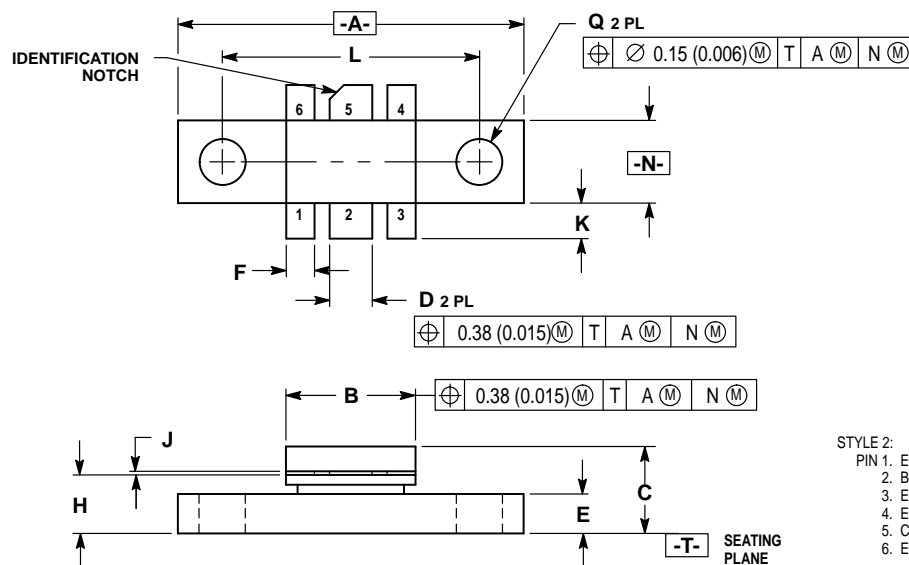 -A-
Q 2 PL
L
⌖ ∅ 0.15 (0.006) Ⓜ T A Ⓜ N Ⓜ
IDENTIFICATION
NOTCH
6 5 4
-N-
1 2 3
K
F
D 2 PL
⌖ 0.38 (0.015) Ⓜ T A Ⓜ N Ⓜ
B
⌖ 0.38 (0.015) Ⓜ T A Ⓜ N Ⓜ
J
H
C
E
-T- SEATING
PLANE
STYLE 2:
PIN 1. E
2. B
3. E
4. E
5. C
6. E